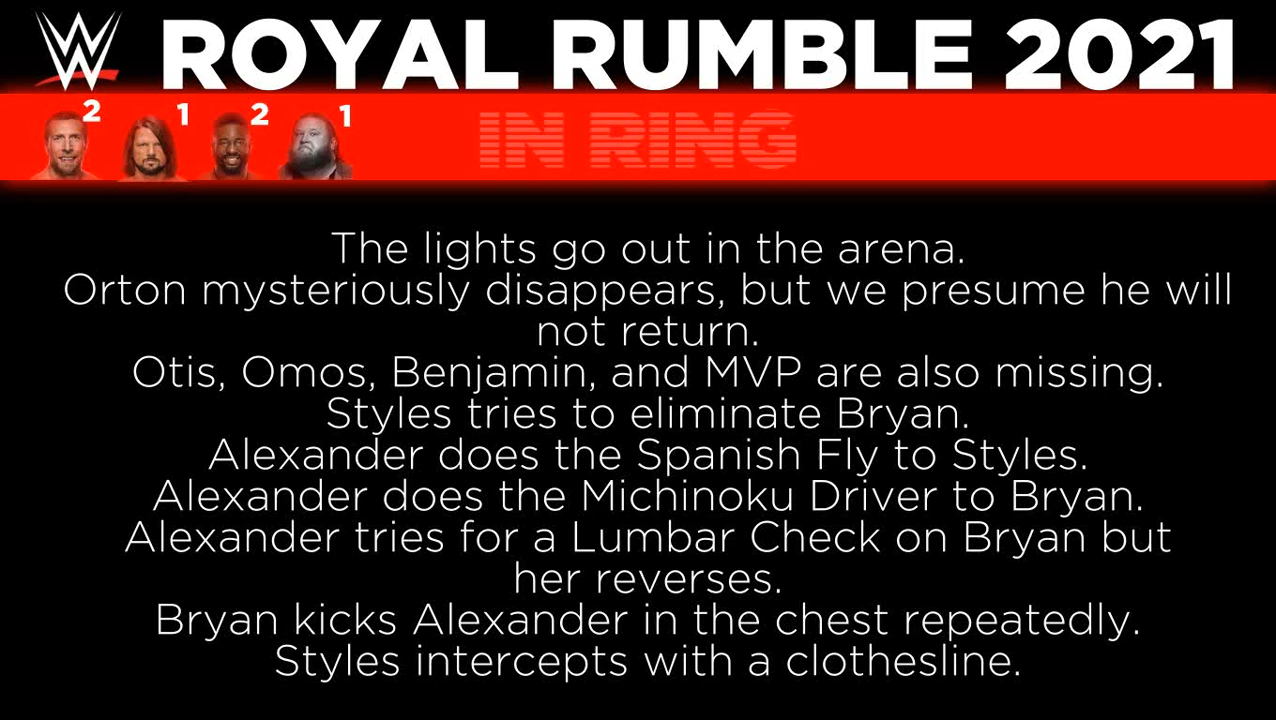 W ROYAL RUMBLE 2021
2 1 2 1
IN RING
The lights go out in the arena.
Orton mysteriously disappears, but we presume he will
not return.
Otis, Omos, Benjamin, and MVP are also missing.
Styles tries to eliminate Bryan.
Alexander does the Spanish Fly to Styles.
Alexander does the Michinoku Driver to Bryan.
Alexander tries for a Lumbar Check on Bryan but
her reverses.
Bryan kicks Alexander in the chest repeatedly.
Styles intercepts with a clothesline.